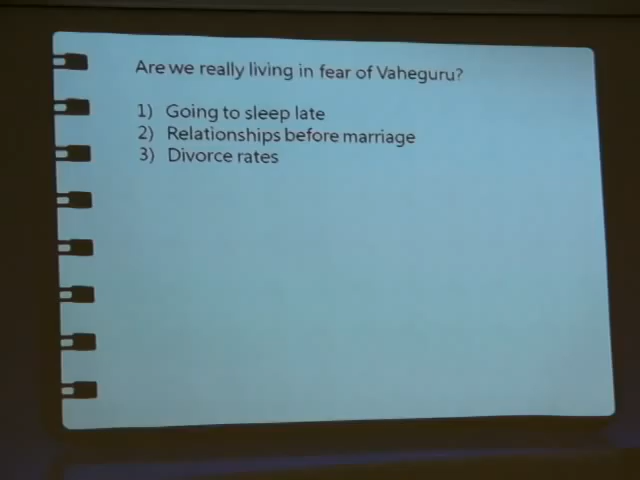 Are we really living in fear of Vaheguru?
1) Going to sleep late
2) Relationships before marriage
3) Divorce rates